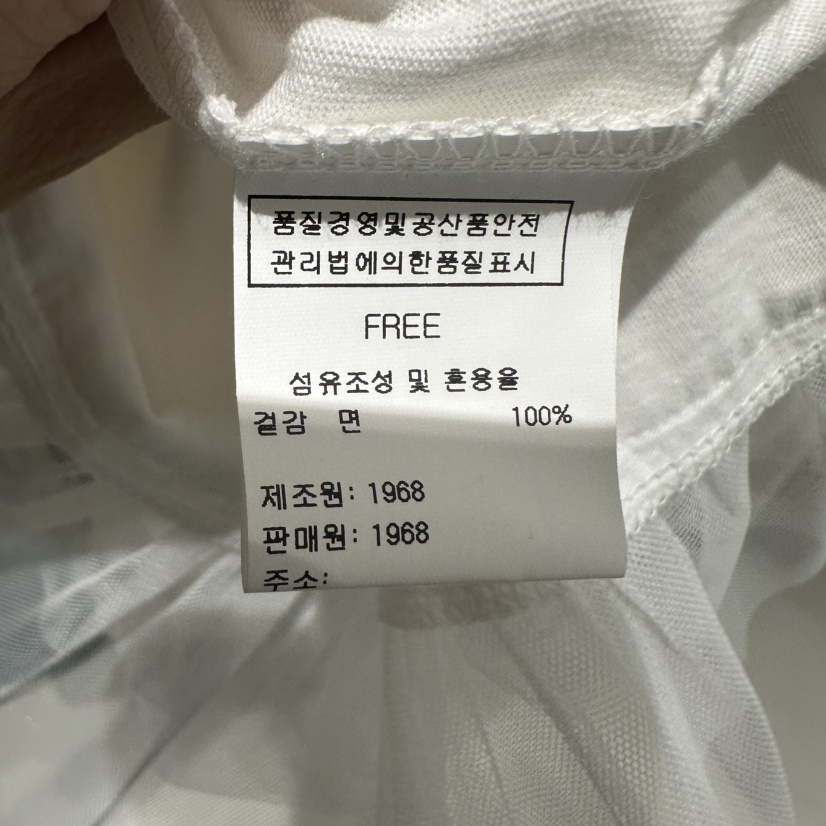 품질경영및공산품안전
관리법에의한품질표시
FREE
섬유조성 및 혼용율
겉감 면 100%
제조원: 1968
판매원: 1968
주소: